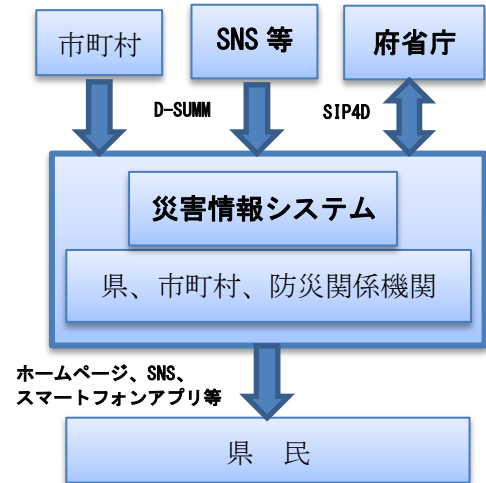 市町村
SNS 等
府省庁
D-SUMM
SIP4D
災害情報システム
県、市町村、防災関係機関
ホームページ、SNS、
スマートフォンアプリ等
県　民